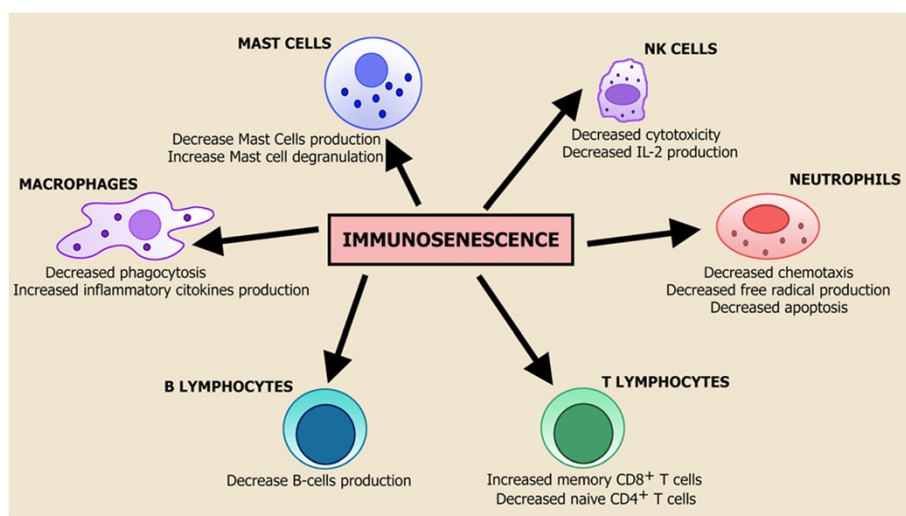 MAST CELLS
Decrease Mast Cells production
Increase Mast cell degranulation
NK CELLS
Decreased cytotoxicity
Decreased IL-2 production
MACROPHAGES
Decreased phagocytosis
Increased inflammatory citokines production
IMMUNOSENESCENCE
NEUTROPHILS
Decreased chemotaxis
Decreased free radical production
Decreased apoptosis
B LYMPHOCYTES
Decrease B-cells production
T LYMPHOCYTES
Increased memory CD8⁺ T cells
Decreased naive CD4⁺ T cells